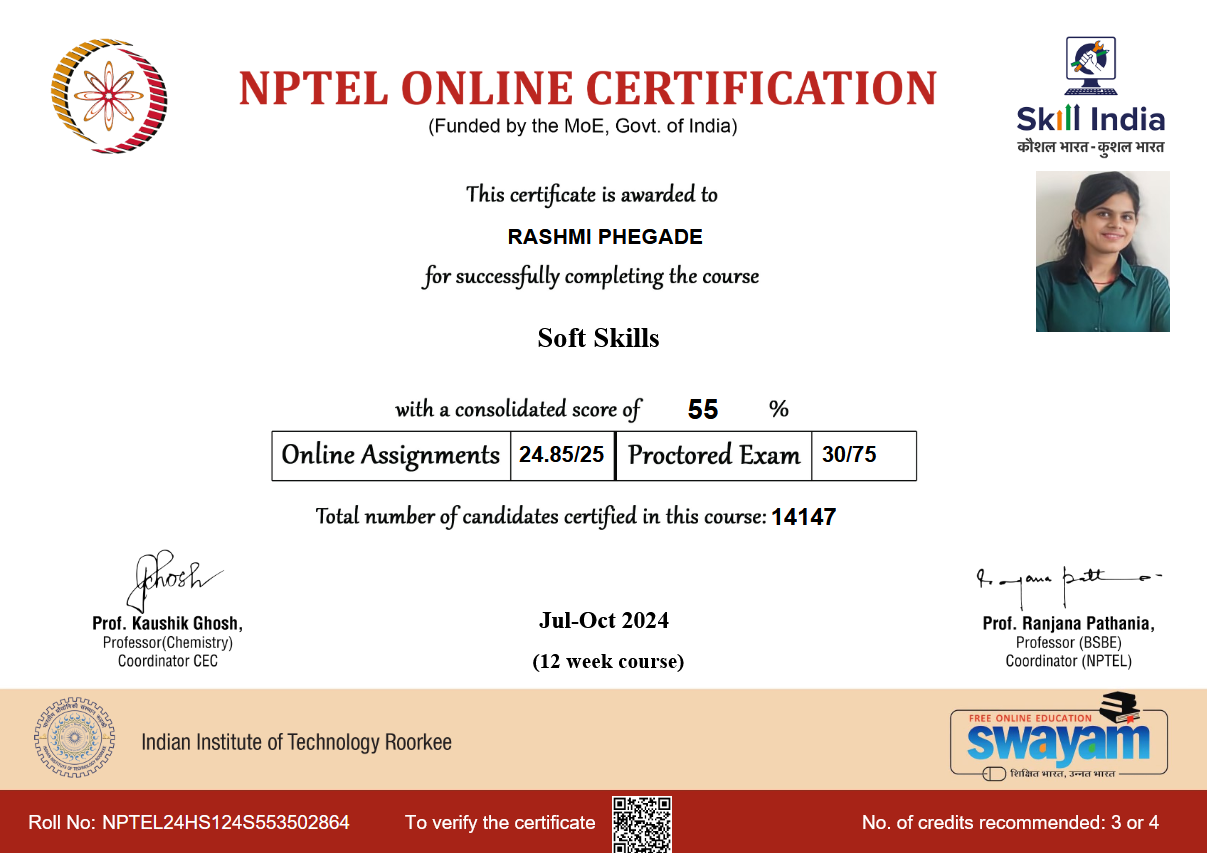 NPTEL ONLINE CERTIFICATION
(Funded by the MoE, Govt. of India)
Skill India
कौशल भारत - कुशल भारत
This certificate is awarded to
RASHMI PHEGADE
for successfully completing the course
Soft Skills
with a consolidated score of 55 %
Online Assignments 24.85/25 Proctored Exam 30/75
Total number of candidates certified in this course: 14147
Ghosh
Prof. Kaushik Ghosh,
Professor(Chemistry)
Coordinator CEC
Jul-Oct 2024
(12 week course)
Prof. Ranjana Pathania,
Professor (BSBE)
Coordinator (NPTEL)
Indian Institute of Technology Roorkee
FREE ONLINE EDUCATION
swayam
शिक्षित भारत, उन्नत भारत
Roll No: NPTEL24HS124S553502864
To verify the certificate
No. of credits recommended: 3 or 4